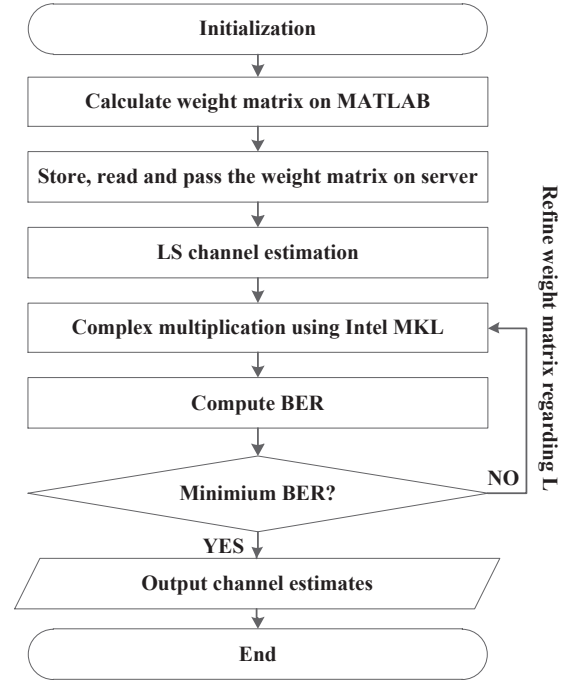 Initialization
Calculate weight matrix on MATLAB
Store, read and pass the weight matrix on server
LS channel estimation
Complex multiplication using Intel MKL
Compute BER
Minimium BER?
NO
Refine weight matrix regarding L
YES
Output channel estimates
End